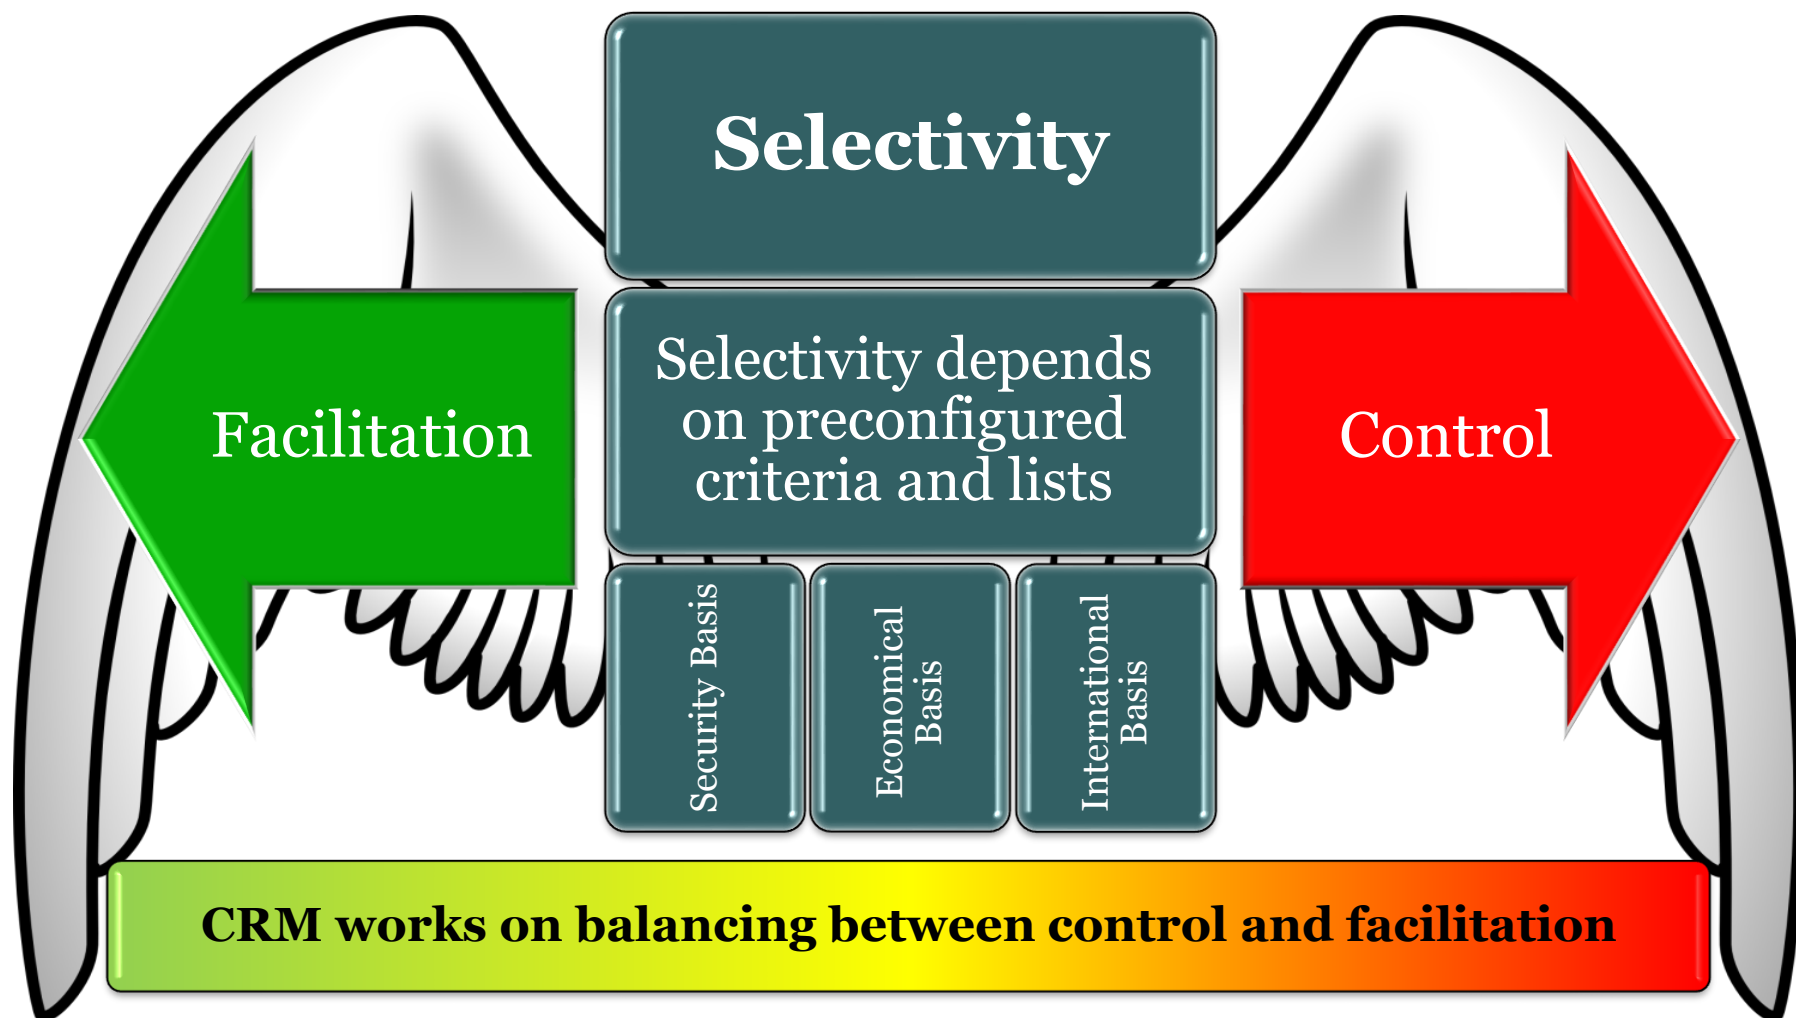 Selectivity
Facilitation
Selectivity depends
on preconfigured
criteria and lists
Control
Security Basis
Economical
Basis
International
Basis
CRM works on balancing between control and facilitation